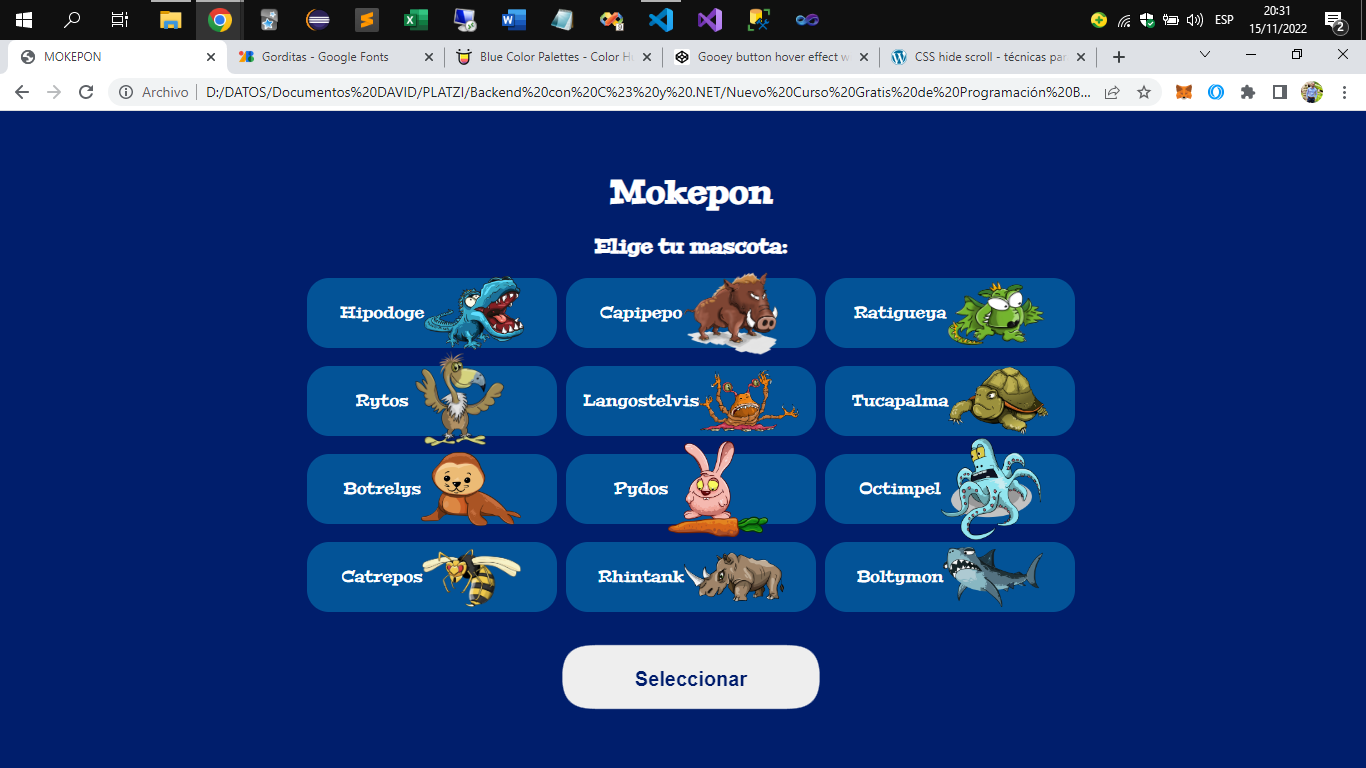 ESP
20:31
15/11/2022
2
MOKEPON
Gorditas - Google Fonts
Blue Color Palettes - Color H
Gooey button hover effect w
CSS hide scroll - técnicas par
Archivo
D:/DATOS/Documentos%20DAVID/PLATZI/Backend%20con%20C%23%20y%20.NET/Nuevo%20Curso%20Gratis%20de%20Programación%20B...
Mokepon
Elige tu mascota:
Hipodoge
Capipepo
Ratigueya
Rytos
Langostelvis
Tucapalma
Botrelys
Pydos
Octimpel
Catrepos
Rhintank
Boltymon
Seleccionar